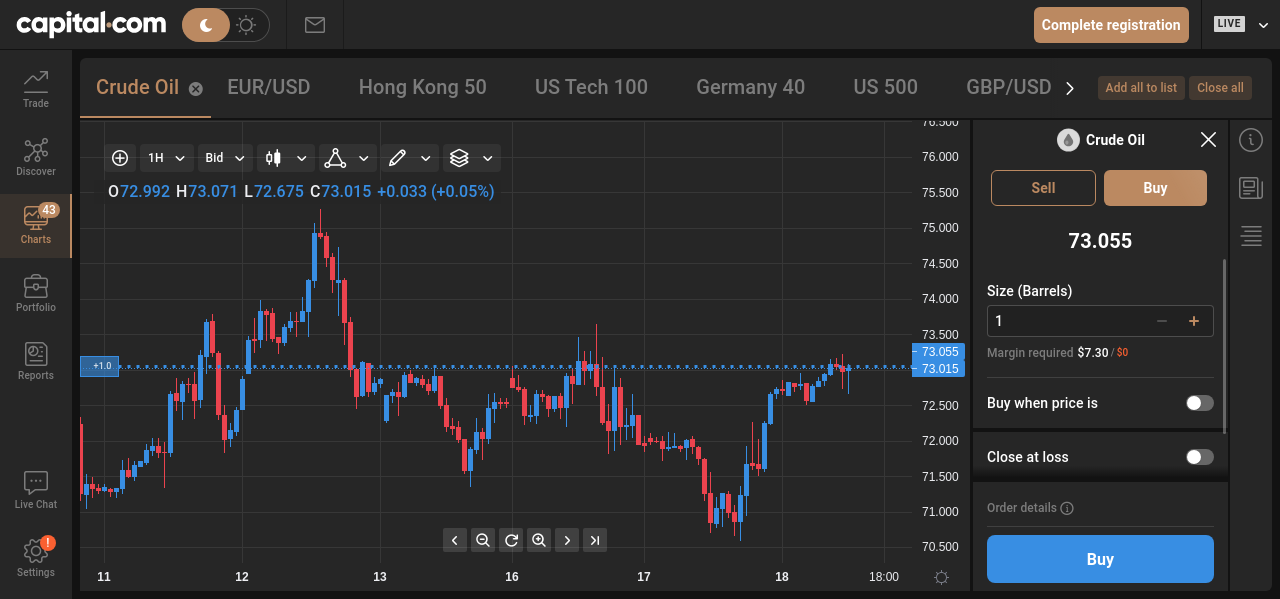 capital.com
Complete registration
LIVE
Trade
Discover
43
Charts
Portfolio
Reports
Live Chat
!
Settings
Crude Oil
EUR/USD
Hong Kong 50
US Tech 100
Germany 40
US 500
GBP/USD
Add all to list
Close all
1H
Bid
O72.992 H73.071 L72.675 C73.015 +0.033 (+0.05%)
+1.0
76.500
76.000
75.500
75.000
74.500
74.000
73.500
73.055
73.015
72.500
72.000
71.500
71.000
70.500
11 12 13 16 17 18 18:00
Crude Oil
Sell
Buy
73.055
Size (Barrels)
1
Margin required $7.30 / $0
Buy when price is
Close at loss
Order details
Buy